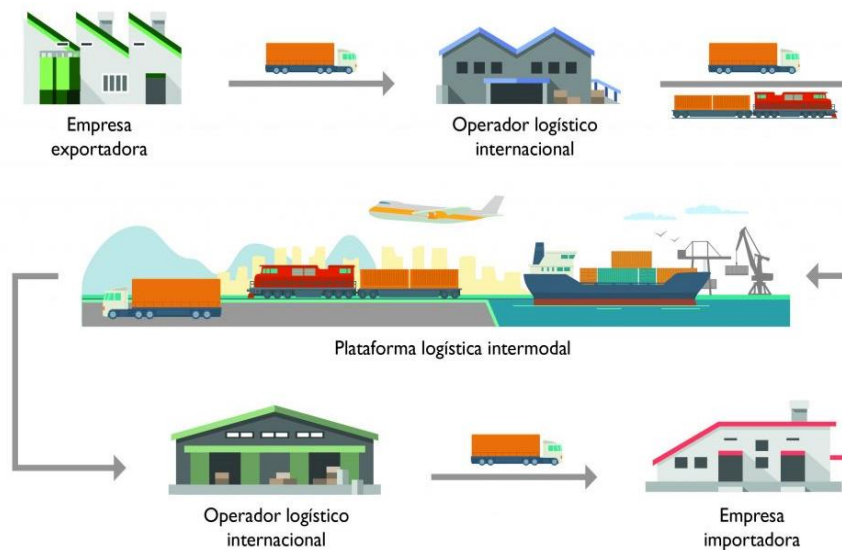 Empresa
exportadora
Operador logístico
internacional
Plataforma logística intermodal
Operador logístico
internacional
Empresa
importadora